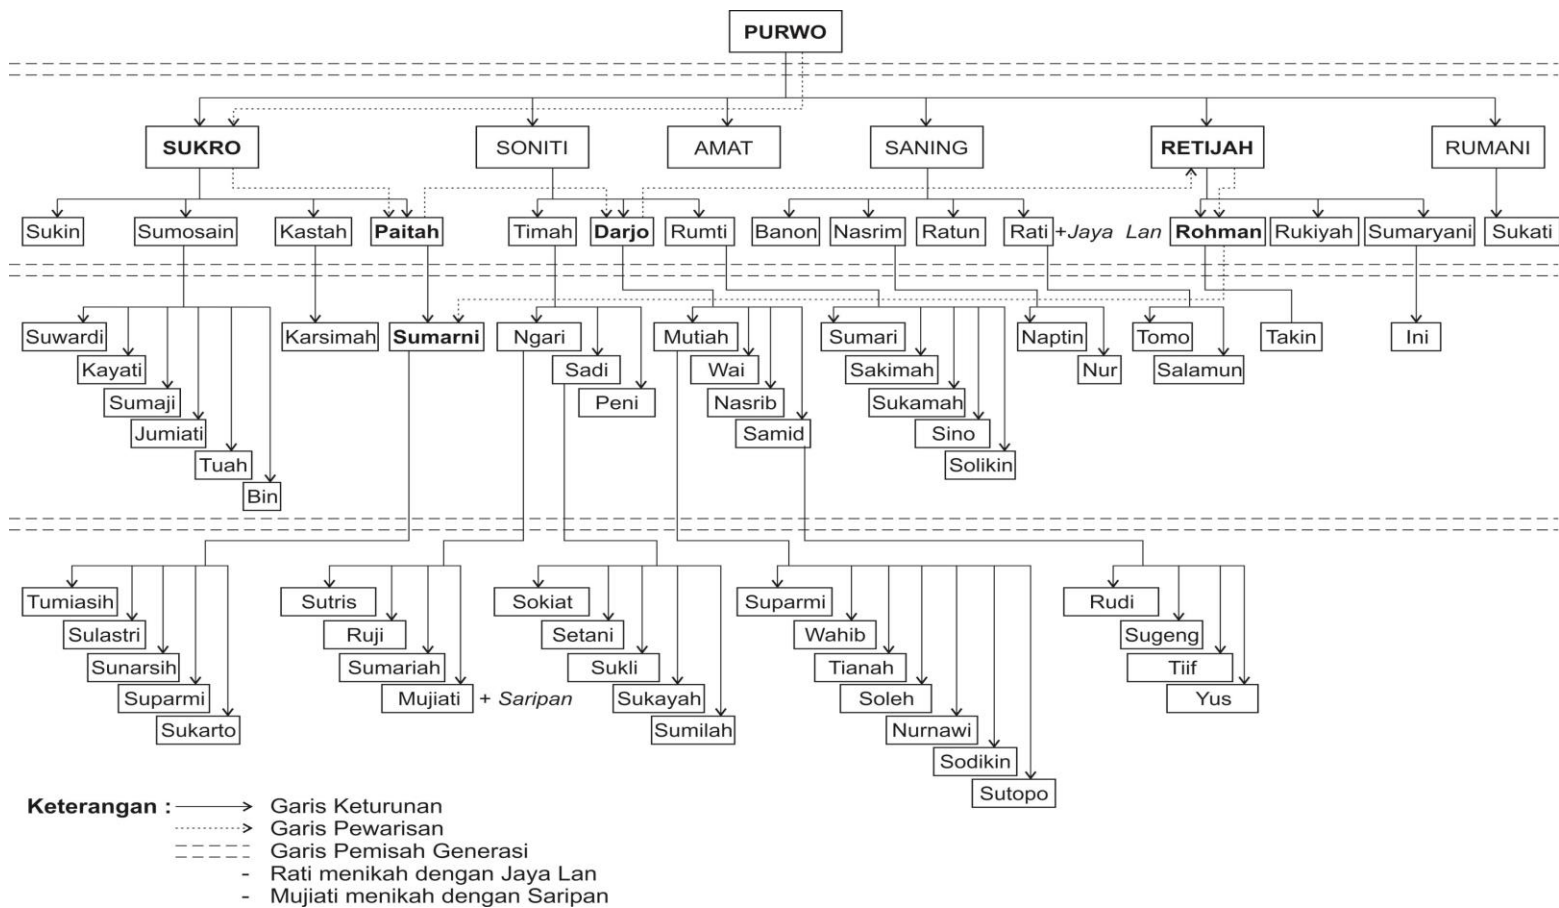 PURWO
SUKRO SONITI AMAT SANING RETIJAH RUMANI
Sukin Sumosain Kastah Paitah Timah Darjo Rumti Banon Nasrim Ratun Rati +Jaya Lan Rohman Rukiyah Sumaryani Sukati
Suwardi Karsimah Sumarni Ngari Mutiah Sumari Naptin Tomo Takin Ini
Kayati Sadi Wai Sakimah Nur Salamun
Sumaji Peni Nasrib Sukamah
Jumiati Samid Sino
Tuah Solikin
Bin
Tumiasih Sutris Sokiat Suparmi Rudi
Sulastri Ruji Setani Wahib Sugeng
Sunarsih Sumariah Sukli Tianah Tiif
Suparmi Mujiati + Saripan Sukayah Soleh Yus
Sukarto Sumilah Nurnawi
Sodikin
Sutopo
Keterangan : Garis Keturunan
Garis Pewarisan
Garis Pemisah Generasi
- Rati menikah dengan Jaya Lan
- Mujiati menikah dengan Saripan